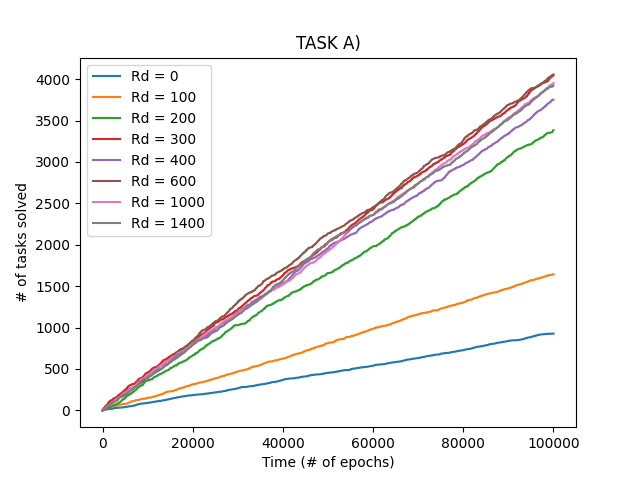 TASK A)
Rd = 0
Rd = 100
Rd = 200
Rd = 300
Rd = 400
Rd = 600
Rd = 1000
Rd = 1400
4000
3500
3000
2500
2000
1500
1000
500
0
# of tasks solved
0 20000 40000 60000 80000 100000
Time (# of epochs)